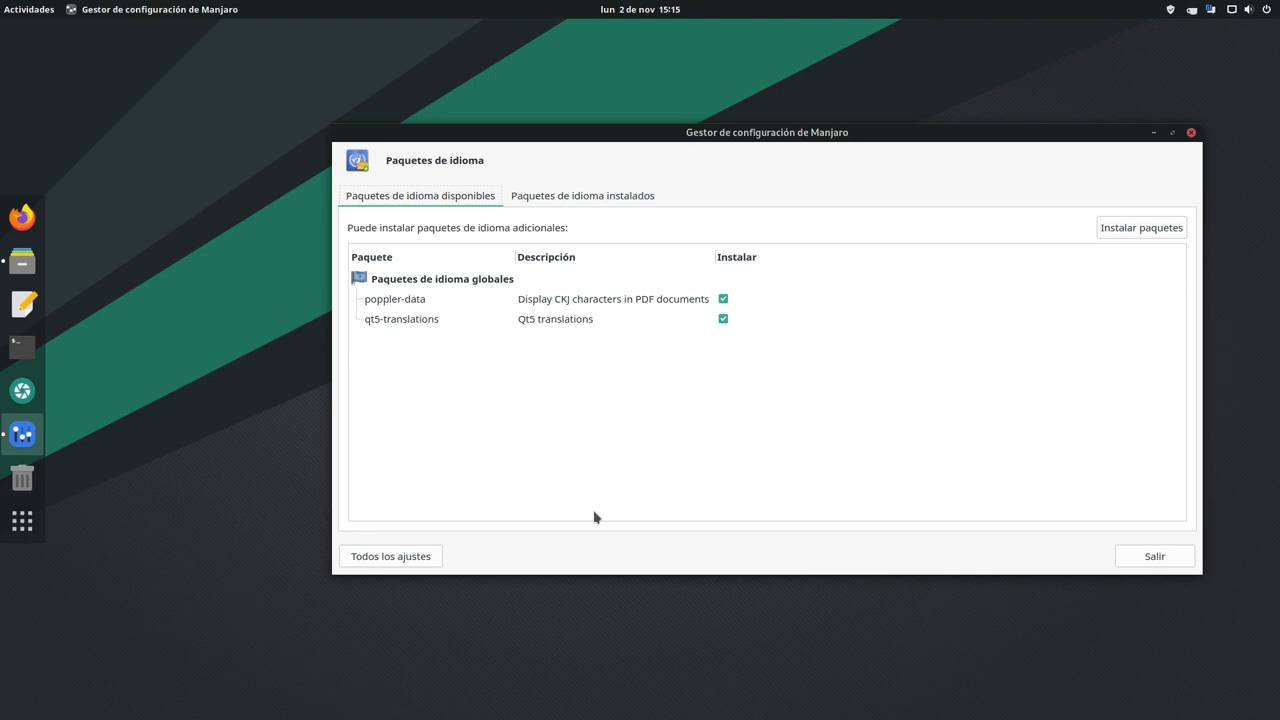 Actividades Gestor de configuración de Manjaro lun 2 de nov 15:15
Gestor de configuración de Manjaro
Paquetes de idioma
Paquetes de idioma disponibles Paquetes de idioma instalados
Puede instalar paquetes de idioma adicionales: Instalar paquetes
Paquete Descripción Instalar
Paquetes de idioma globales
poppler-data Display CKJ characters in PDF documents
qt5-translations Qt5 translations
Todos los ajustes Salir